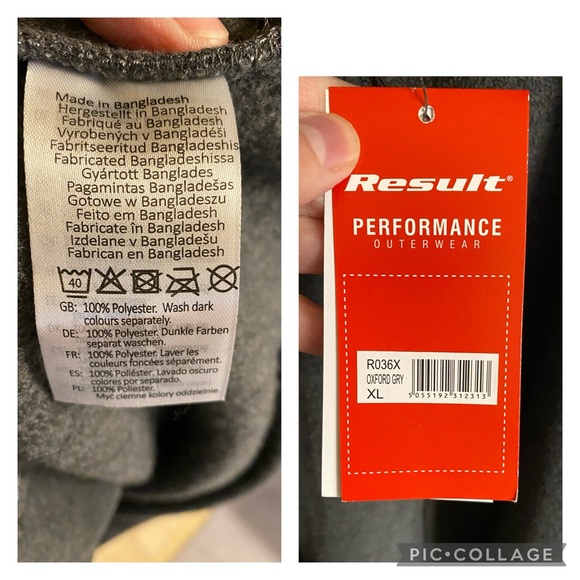 Made in Bangladesh
Hergestellt in Bangladesh
Fabriqué au Bangladesh
Vyrobených v Bangladéši
Fabritseeritud Bangladeshis
Fabricated Bangladeshissa
Gyártott Banglades
Pagamintas Bangladešas
Gotowe w Bangladeszu
Feito em Bangladesh
Fabricate în Bangladesh
Izdelane v Bangladešu
Fabrican en Bangladesh
40
GB: 100% Polyester. Wash dark
colours separately.
DE: 100% Polyester. Dunkle Farben
separat waschen.
FR: 100% Polyester. Laver les
couleurs foncées séparément.
ES: 100% Poliester. Lavado oscuro
colores por separado.
PL: 100% Poliester.
Myć ciemne kolory oddzielnie
Result®
PERFORMANCE
OUTERWEAR
R036X
OXFORD GRY
XL
5 055192 312313
PIC•COLLAGE